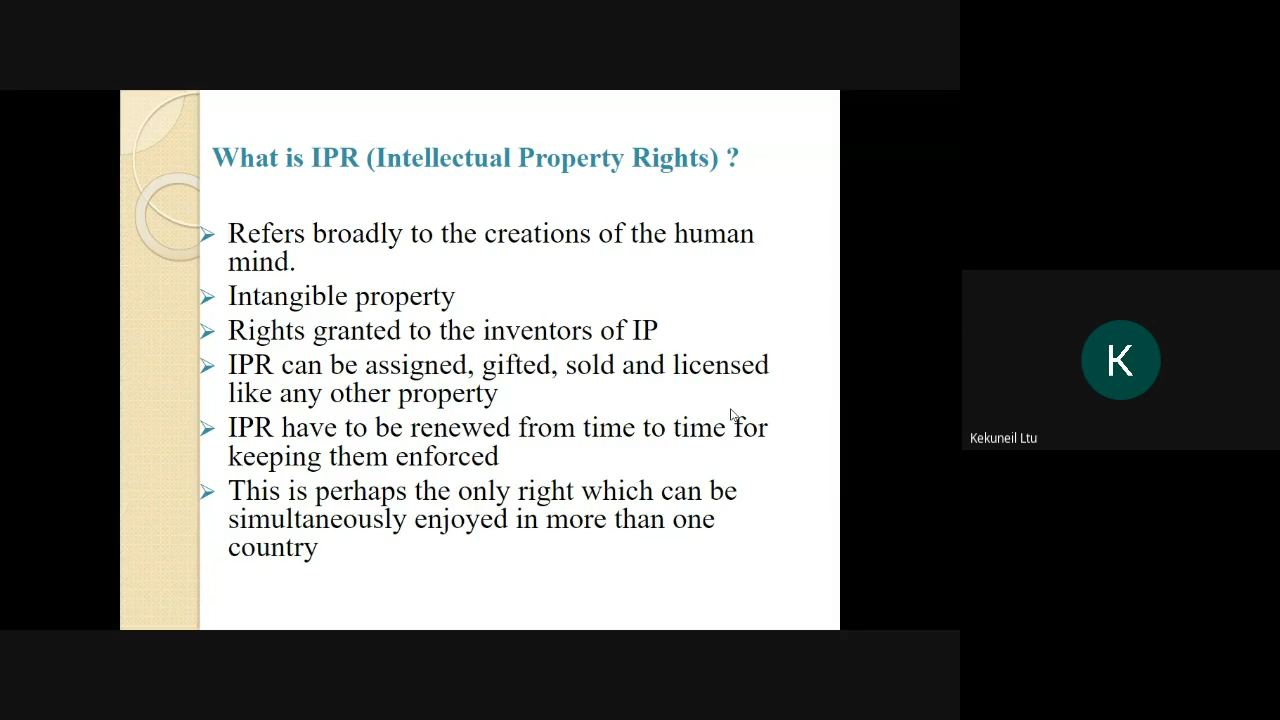 What is IPR (Intellectual Property Rights) ?
Refers broadly to the creations of the human
mind.
Intangible property
Rights granted to the inventors of IP
IPR can be assigned, gifted, sold and licensed
like any other property
IPR have to be renewed from time to time for
keeping them enforced
This is perhaps the only right which can be
simultaneously enjoyed in more than one
country
K
Kekuneil Ltu